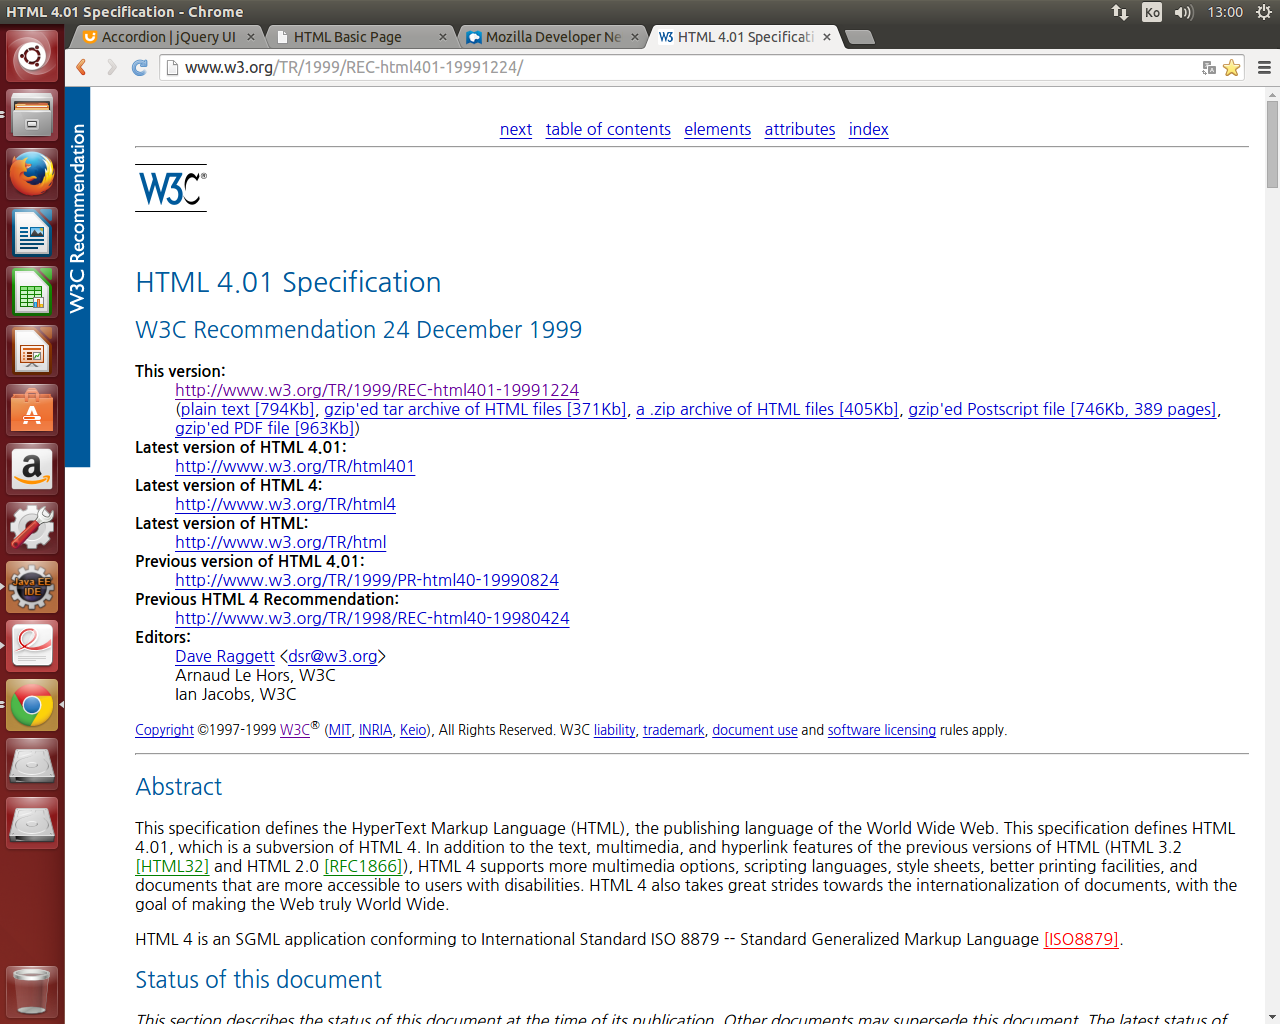 HTML 4.01 Specification - Chrome
Ko
13:00
Accordion | jQuery UI
HTML Basic Page
Mozilla Developer Ne
W3 HTML 4.01 Specificati
www.w3.org/TR/1999/REC-html401-19991224/
W3C Recommendation
next table of contents elements attributes index
W3C®
HTML 4.01 Specification
W3C Recommendation 24 December 1999
This version:
http://www.w3.org/TR/1999/REC-html401-19991224
(plain text [794Kb], gzip'ed tar archive of HTML files [371Kb], a .zip archive of HTML files [405Kb], gzip'ed Postscript file [746Kb, 389 pages],
gzip'ed PDF file [963Kb])
Latest version of HTML 4.01:
http://www.w3.org/TR/html401
Latest version of HTML 4:
http://www.w3.org/TR/html4
Latest version of HTML:
http://www.w3.org/TR/html
Previous version of HTML 4.01:
http://www.w3.org/TR/1999/PR-html40-19990824
Previous HTML 4 Recommendation:
http://www.w3.org/TR/1998/REC-html40-19980424
Editors:
Dave Raggett <dsr@w3.org>
Arnaud Le Hors, W3C
Ian Jacobs, W3C
Copyright ©1997-1999 W3C® (MIT, INRIA, Keio), All Rights Reserved. W3C liability, trademark, document use and software licensing rules apply.
Abstract
This specification defines the HyperText Markup Language (HTML), the publishing language of the World Wide Web. This specification defines HTML
4.01, which is a subversion of HTML 4. In addition to the text, multimedia, and hyperlink features of the previous versions of HTML (HTML 3.2
[HTML32] and HTML 2.0 [RFC1866]), HTML 4 supports more multimedia options, scripting languages, style sheets, better printing facilities, and
documents that are more accessible to users with disabilities. HTML 4 also takes great strides towards the internationalization of documents, with the
goal of making the Web truly World Wide.
HTML 4 is an SGML application conforming to International Standard ISO 8879 -- Standard Generalized Markup Language [ISO8879].
Status of this document
This section describes the status of this document at the time of its publication. Other documents may supersede this document. The latest status of
Java EE
IDE